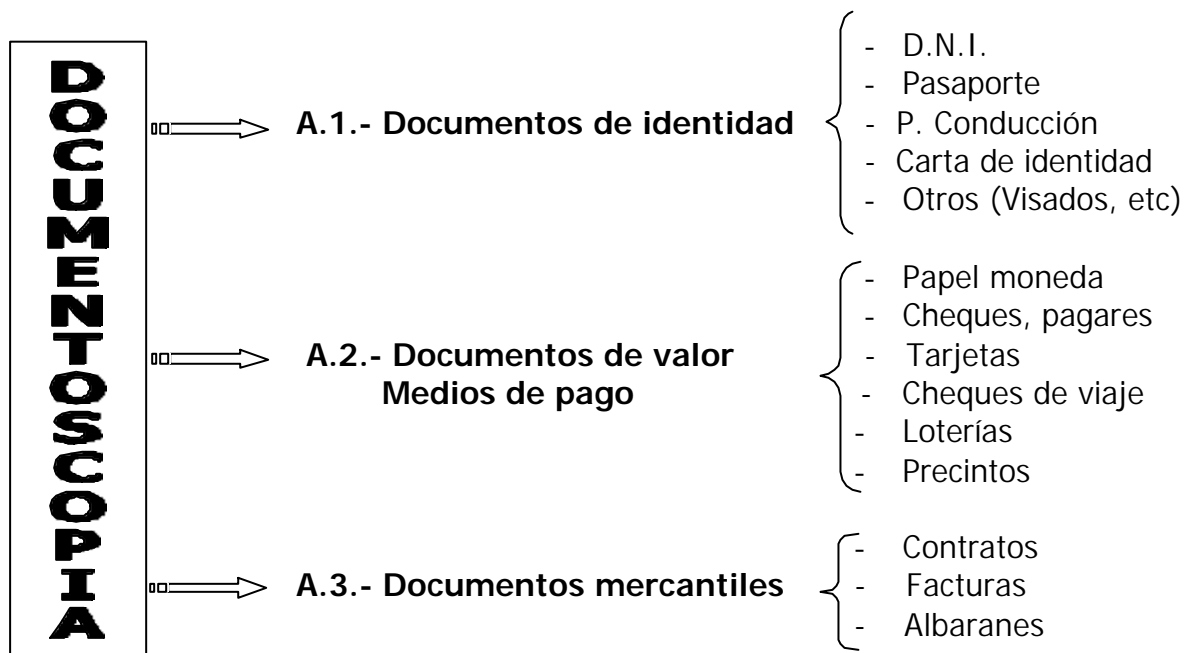 DOCUMENTOSCOPIA
A.1.- Documentos de identidad
- D.N.I.
- Pasaporte
- P. Conducción
- Carta de identidad
- Otros (Visados, etc)
A.2.- Documentos de valor
Medios de pago
- Papel moneda
- Cheques, pagares
- Tarjetas
- Cheques de viaje
- Loterías
- Precintos
A.3.- Documentos mercantiles
- Contratos
- Facturas
- Albaranes